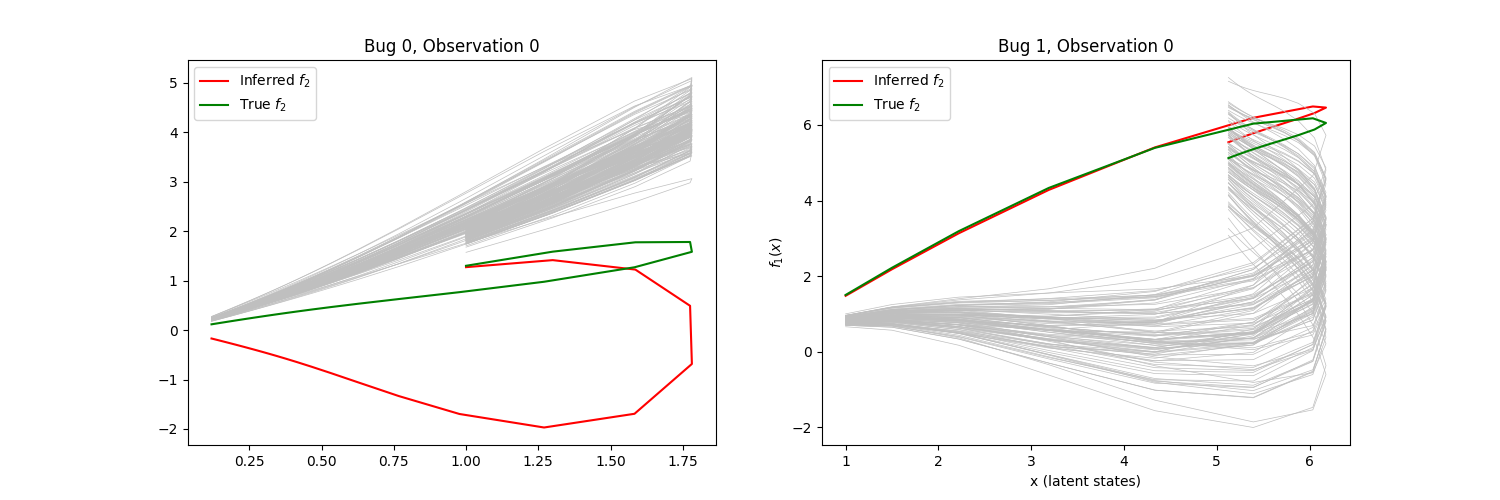 Bug 0, Observation 0
Inferred f₂
True f₂
5
4
3
2
1
0
−1
−2
0.25 0.50 0.75 1.00 1.25 1.50 1.75
Bug 1, Observation 0
Inferred f₂
True f₂
f₁(x)
6
4
2
0
−2
1 2 3 4 5 6
x (latent states)